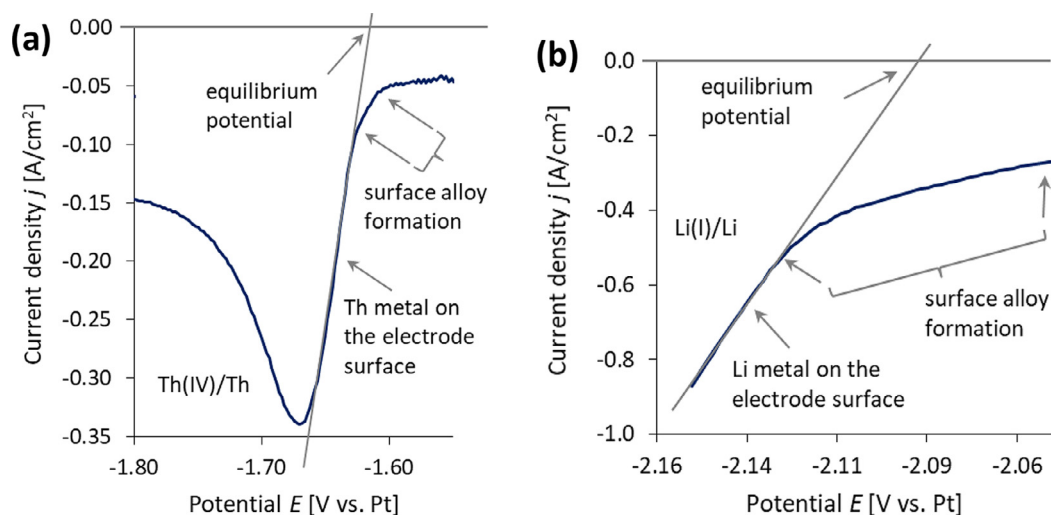 (a)
0.00
-0.05
-0.10
-0.15
-0.20
-0.25
-0.30
-0.35
Current density j [A/cm2]
equilibrium
potential
surface alloy
formation
Th metal on
the electrode
surface
Th(IV)/Th
-1.80
-1.70
-1.60
Potential E [V vs. Pt]
(b)
0.0
-0.2
-0.4
-0.6
-0.8
-1.0
Current density j [A/cm2]
equilibrium
potential
Li(I)/Li
surface alloy
formation
Li metal on the
electrode surface
-2.16
-2.14
-2.11
-2.09
-2.06
Potential E [V vs. Pt]